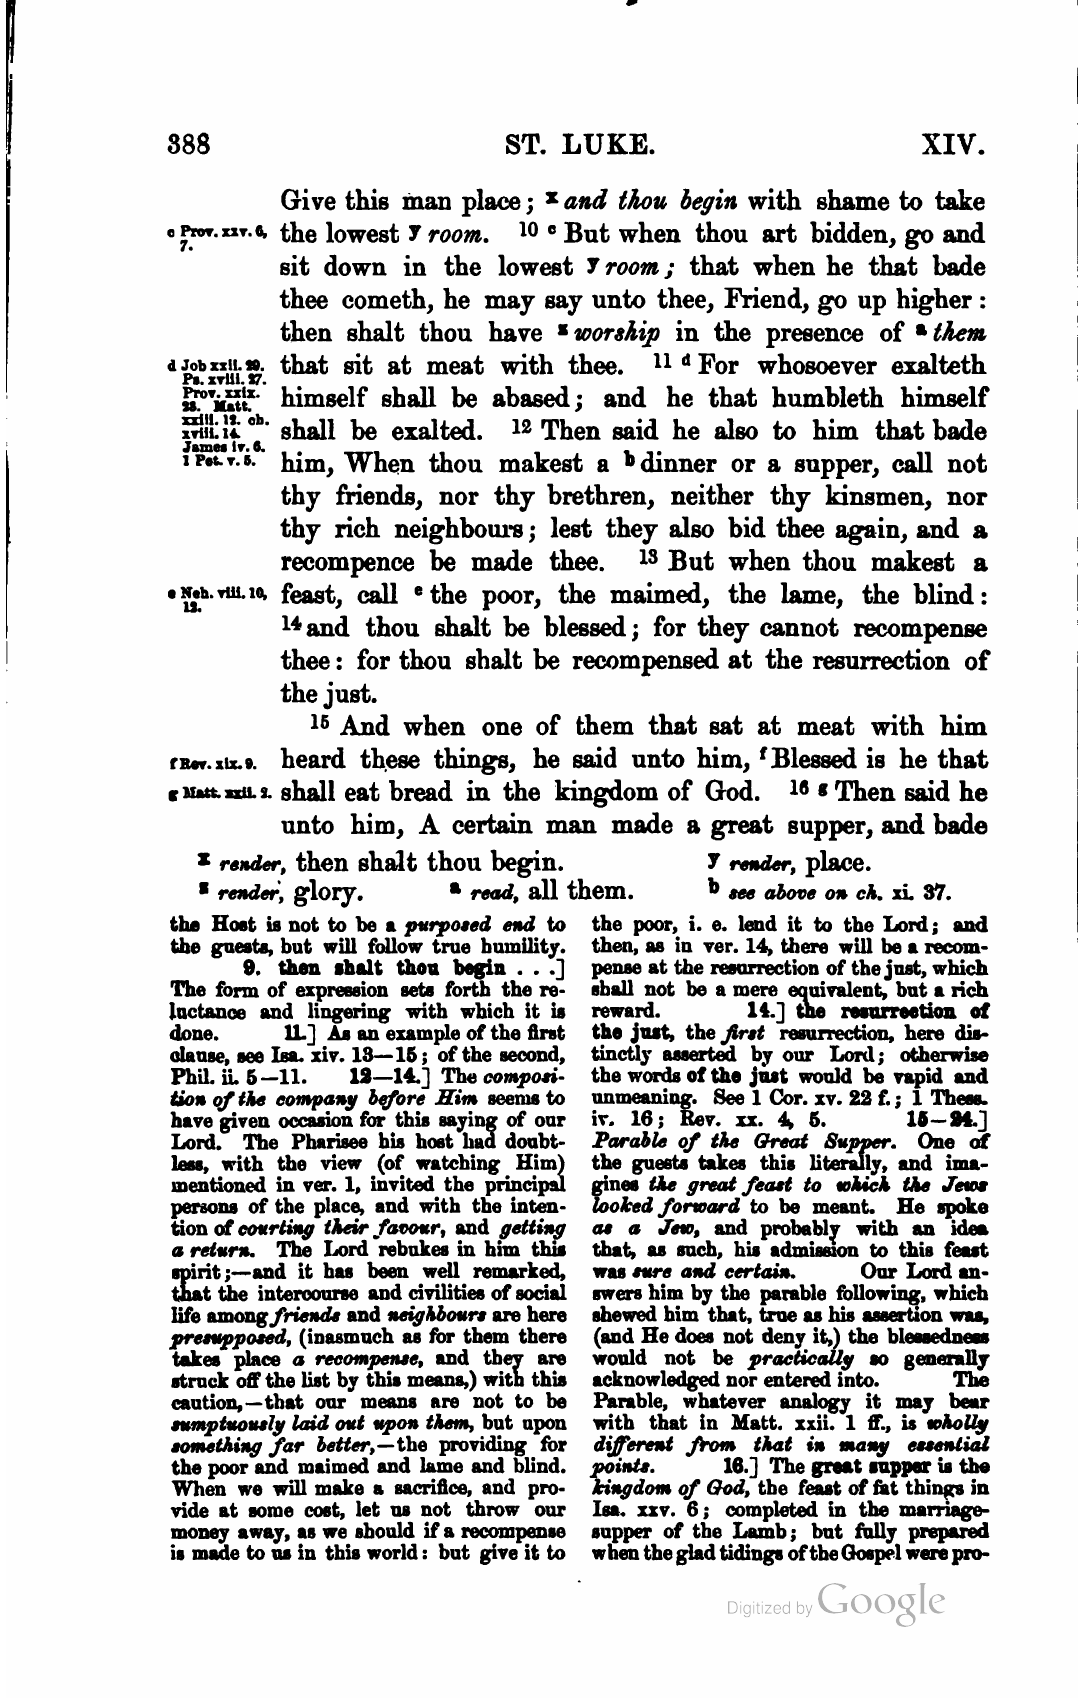 388 ST. LUKE. XIV.
Give this man place; x and thou begin with shame to take
c Prov. xxv. 6, 7.
the lowest y room. 10 c But when thou art bidden, go and
sit down in the lowest y room; that when he that bade
thee cometh, he may say unto thee, Friend, go up higher:
then shalt thou have z worship in the presence of a them
d Job xxii. 29.
Ps. xviii. 27.
Prov. xxix.
23. Matt.
xxiii. 12. ch.
xviii. 14.
James iv. 6.
1 Pet. v. 5.
that sit at meat with thee. 11 d For whosoever exalteth
himself shall be abased; and he that humbleth himself
shall be exalted. 12 Then said he also to him that bade
him, When thou makest a b dinner or a supper, call not
thy friends, nor thy brethren, neither thy kinsmen, nor
thy rich neighbours; lest they also bid thee again, and a
recompence be made thee. 13 But when thou makest a
e Neh. viii. 10,
12.
feast, call e the poor, the maimed, the lame, the blind:
14 and thou shalt be blessed; for they cannot recompense
thee: for thou shalt be recompensed at the resurrection of
the just.
15 And when one of them that sat at meat with him
f Rev. xix. 9.
heard these things, he said unto him, f Blessed is he that
g Matt. xxii. 2.
shall eat bread in the kingdom of God. 16 g Then said he
unto him, A certain man made a great supper, and bade
x render, then shalt thou begin. y render, place.
z render, glory. a read, all them. b see above on ch. xi. 37.
the Host is not to be a purposed end to
the guests, but will follow true humility.
9. then shalt thou begin . . .]
The form of expression sets forth the re-
luctance and lingering with which it is
done. 11.] As an example of the first
clause, see Isa. xiv. 13—15; of the second,
Phil. ii. 5—11. 12—14.] The composi-
tion of the company before Him seems to
have given occasion for this saying of our
Lord. The Pharisee his host had doubt-
less, with the view (of watching Him)
mentioned in ver. 1, invited the principal
persons of the place, and with the inten-
tion of courting their favour, and getting
a return. The Lord rebukes in him this
spirit;—and it has been well remarked,
that the intercourse and civilities of social
life among friends and neighbours are here
presupposed, (inasmuch as for them there
takes place a recompense, and they are
struck off the list by this means,) with this
caution,—that our means are not to be
sumptuously laid out upon them, but upon
something far better,—the providing for
the poor and maimed and lame and blind.
When we will make a sacrifice, and pro-
vide at some cost, let us not throw our
money away, as we should if a recompense
is made to us in this world: but give it to
the poor, i. e. lend it to the Lord; and
then, as in ver. 14, there will be a recom-
pense at the resurrection of the just, which
shall not be a mere equivalent, but a rich
reward. 14.] the resurrection of
the just, the first resurrection, here dis-
tinctly asserted by our Lord; otherwise
the words of the just would be vapid and
unmeaning. See 1 Cor. xv. 22 f.; 1 Thess.
iv. 16; Rev. xx. 4, 5. 15—24.]
Parable of the Great Supper. One of
the guests takes this literally, and ima-
gines the great feast to which the Jews
looked forward to be meant. He spoke
as a Jew, and probably with an idea
that, as such, his admission to this feast
was sure and certain. Our Lord an-
swers him by the parable following, which
shewed him that, true as his assertion was,
(and He does not deny it,) the blessedness
would not be practically so generally
acknowledged nor entered into. The
Parable, whatever analogy it may bear
with that in Matt. xxii. 1 ff., is wholly
different from that in many essential
points. 16.] The great supper is the
kingdom of God, the feast of fat things in
Isa. xxv. 6; completed in the marriage-
supper of the Lamb; but fully prepared
when the glad tidings of the Gospel were pro-
Digitized by Google